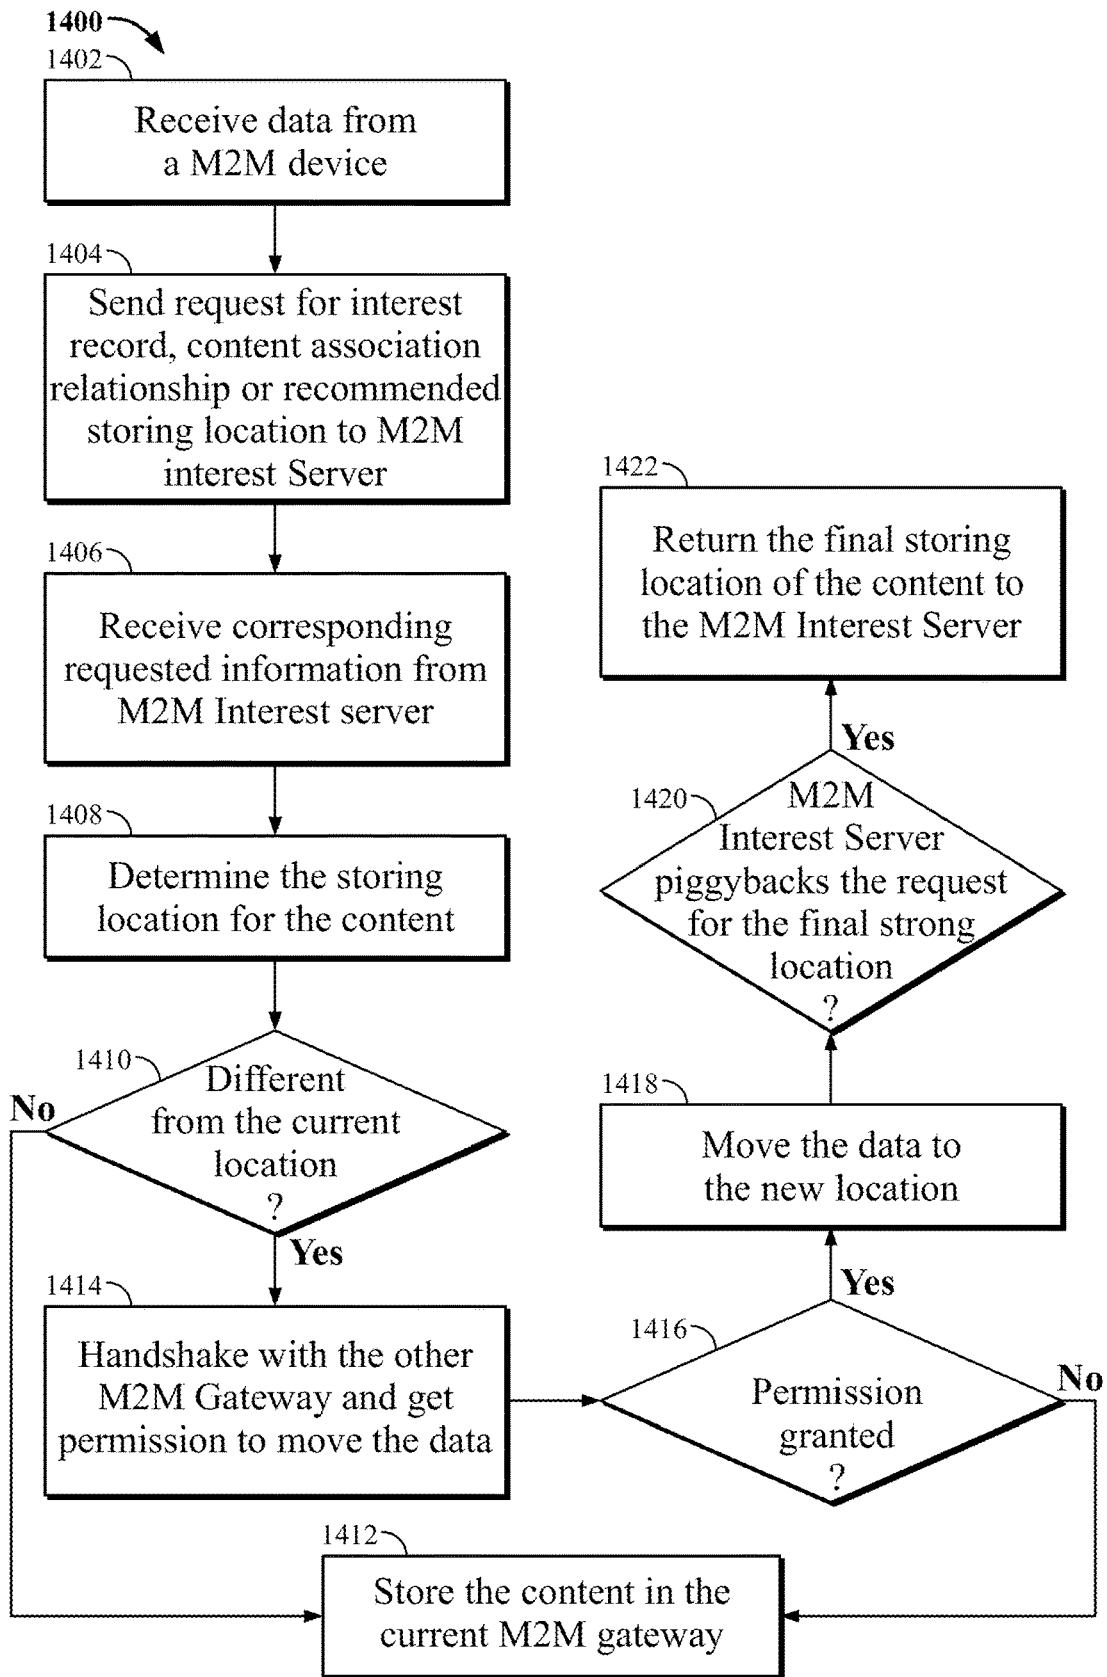 1400
1402
Receive data from
a M2M device
1404
Send request for interest
record, content association
relationship or recommended
storing location to M2M
interest Server
1406
Receive corresponding
requested information from
M2M Interest server
1408
Determine the storing
location for the content
1410
Different
from the current
location
?
No
Yes
1414
Handshake with the other
M2M Gateway and get
permission to move the data
1416
Permission
granted
?
No
Yes
1412
Store the content in the
current M2M gateway
1418
Move the data to
the new location
1420
M2M
Interest Server
piggybacks the request
for the final strong
location
?
Yes
1422
Return the final storing
location of the content to
the M2M Interest Server